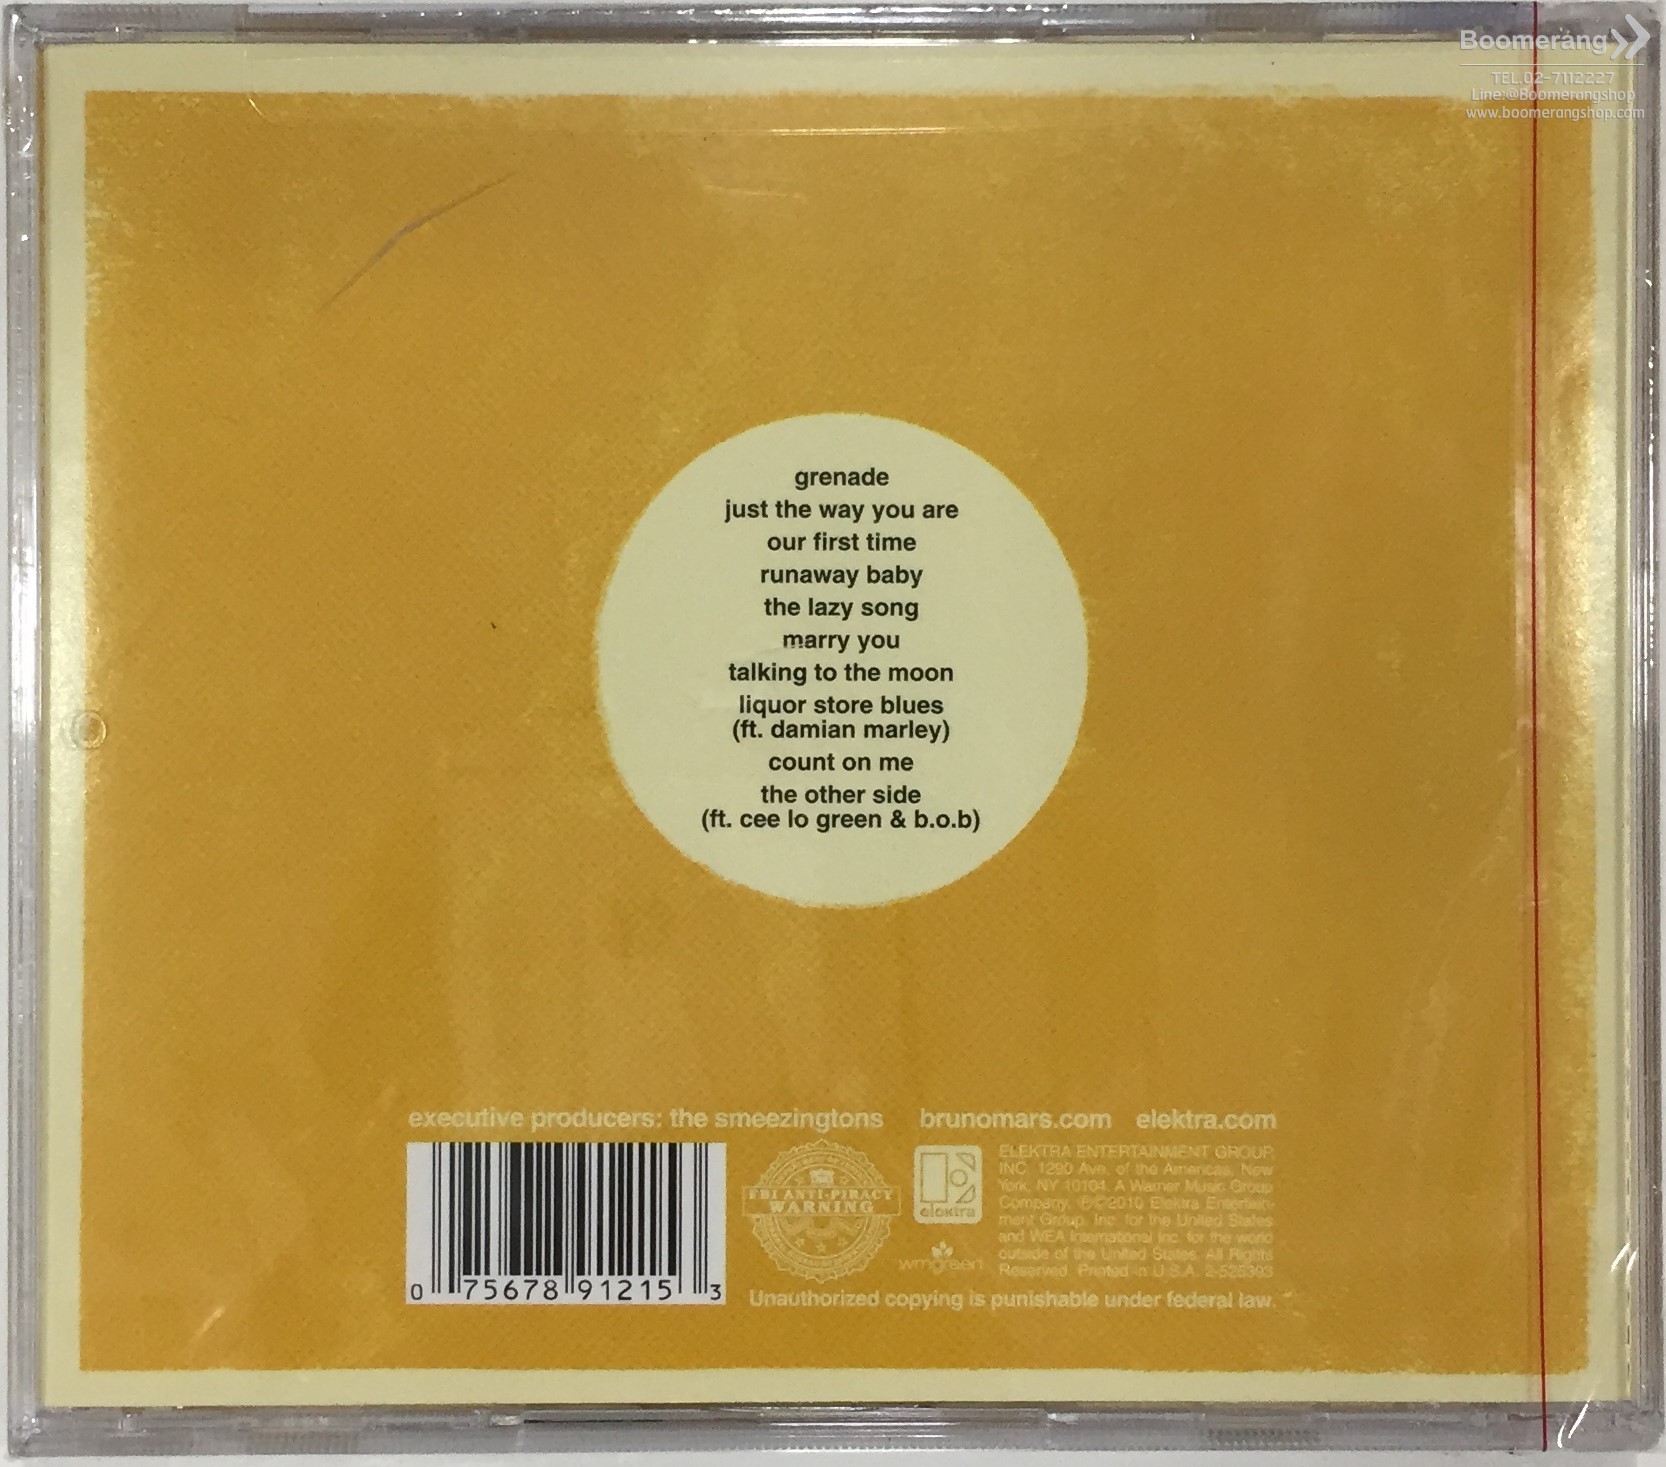 Boomerang
TEL.02-7112227
Line:@Boomerangshop
www.boomerangshop.com
grenade
just the way you are
our first time
runaway baby
the lazy song
marry you
talking to the moon
liquor store blues
(ft. damian marley)
count on me
the other side
(ft. cee lo green & b.o.b)
executive producers: the smeezingtons brunomars.com elektra.com
0 75678 91215 3
FBI ANTI-PIRACY
WARNING
elektra
wmgreen
ELEKTRA ENTERTAINMENT GROUP,
INC. 1290 Ave. of the Americas, New
York, NY 10104. A Warner Music Group
Company. ℗©2010 Elektra Entertain-
ment Group, Inc. for the United States
and WEA International Inc. for the world
outside of the United States. All Rights
Reserved. Printed in U.S.A. 2-525393
Unauthorized copying is punishable under federal law.